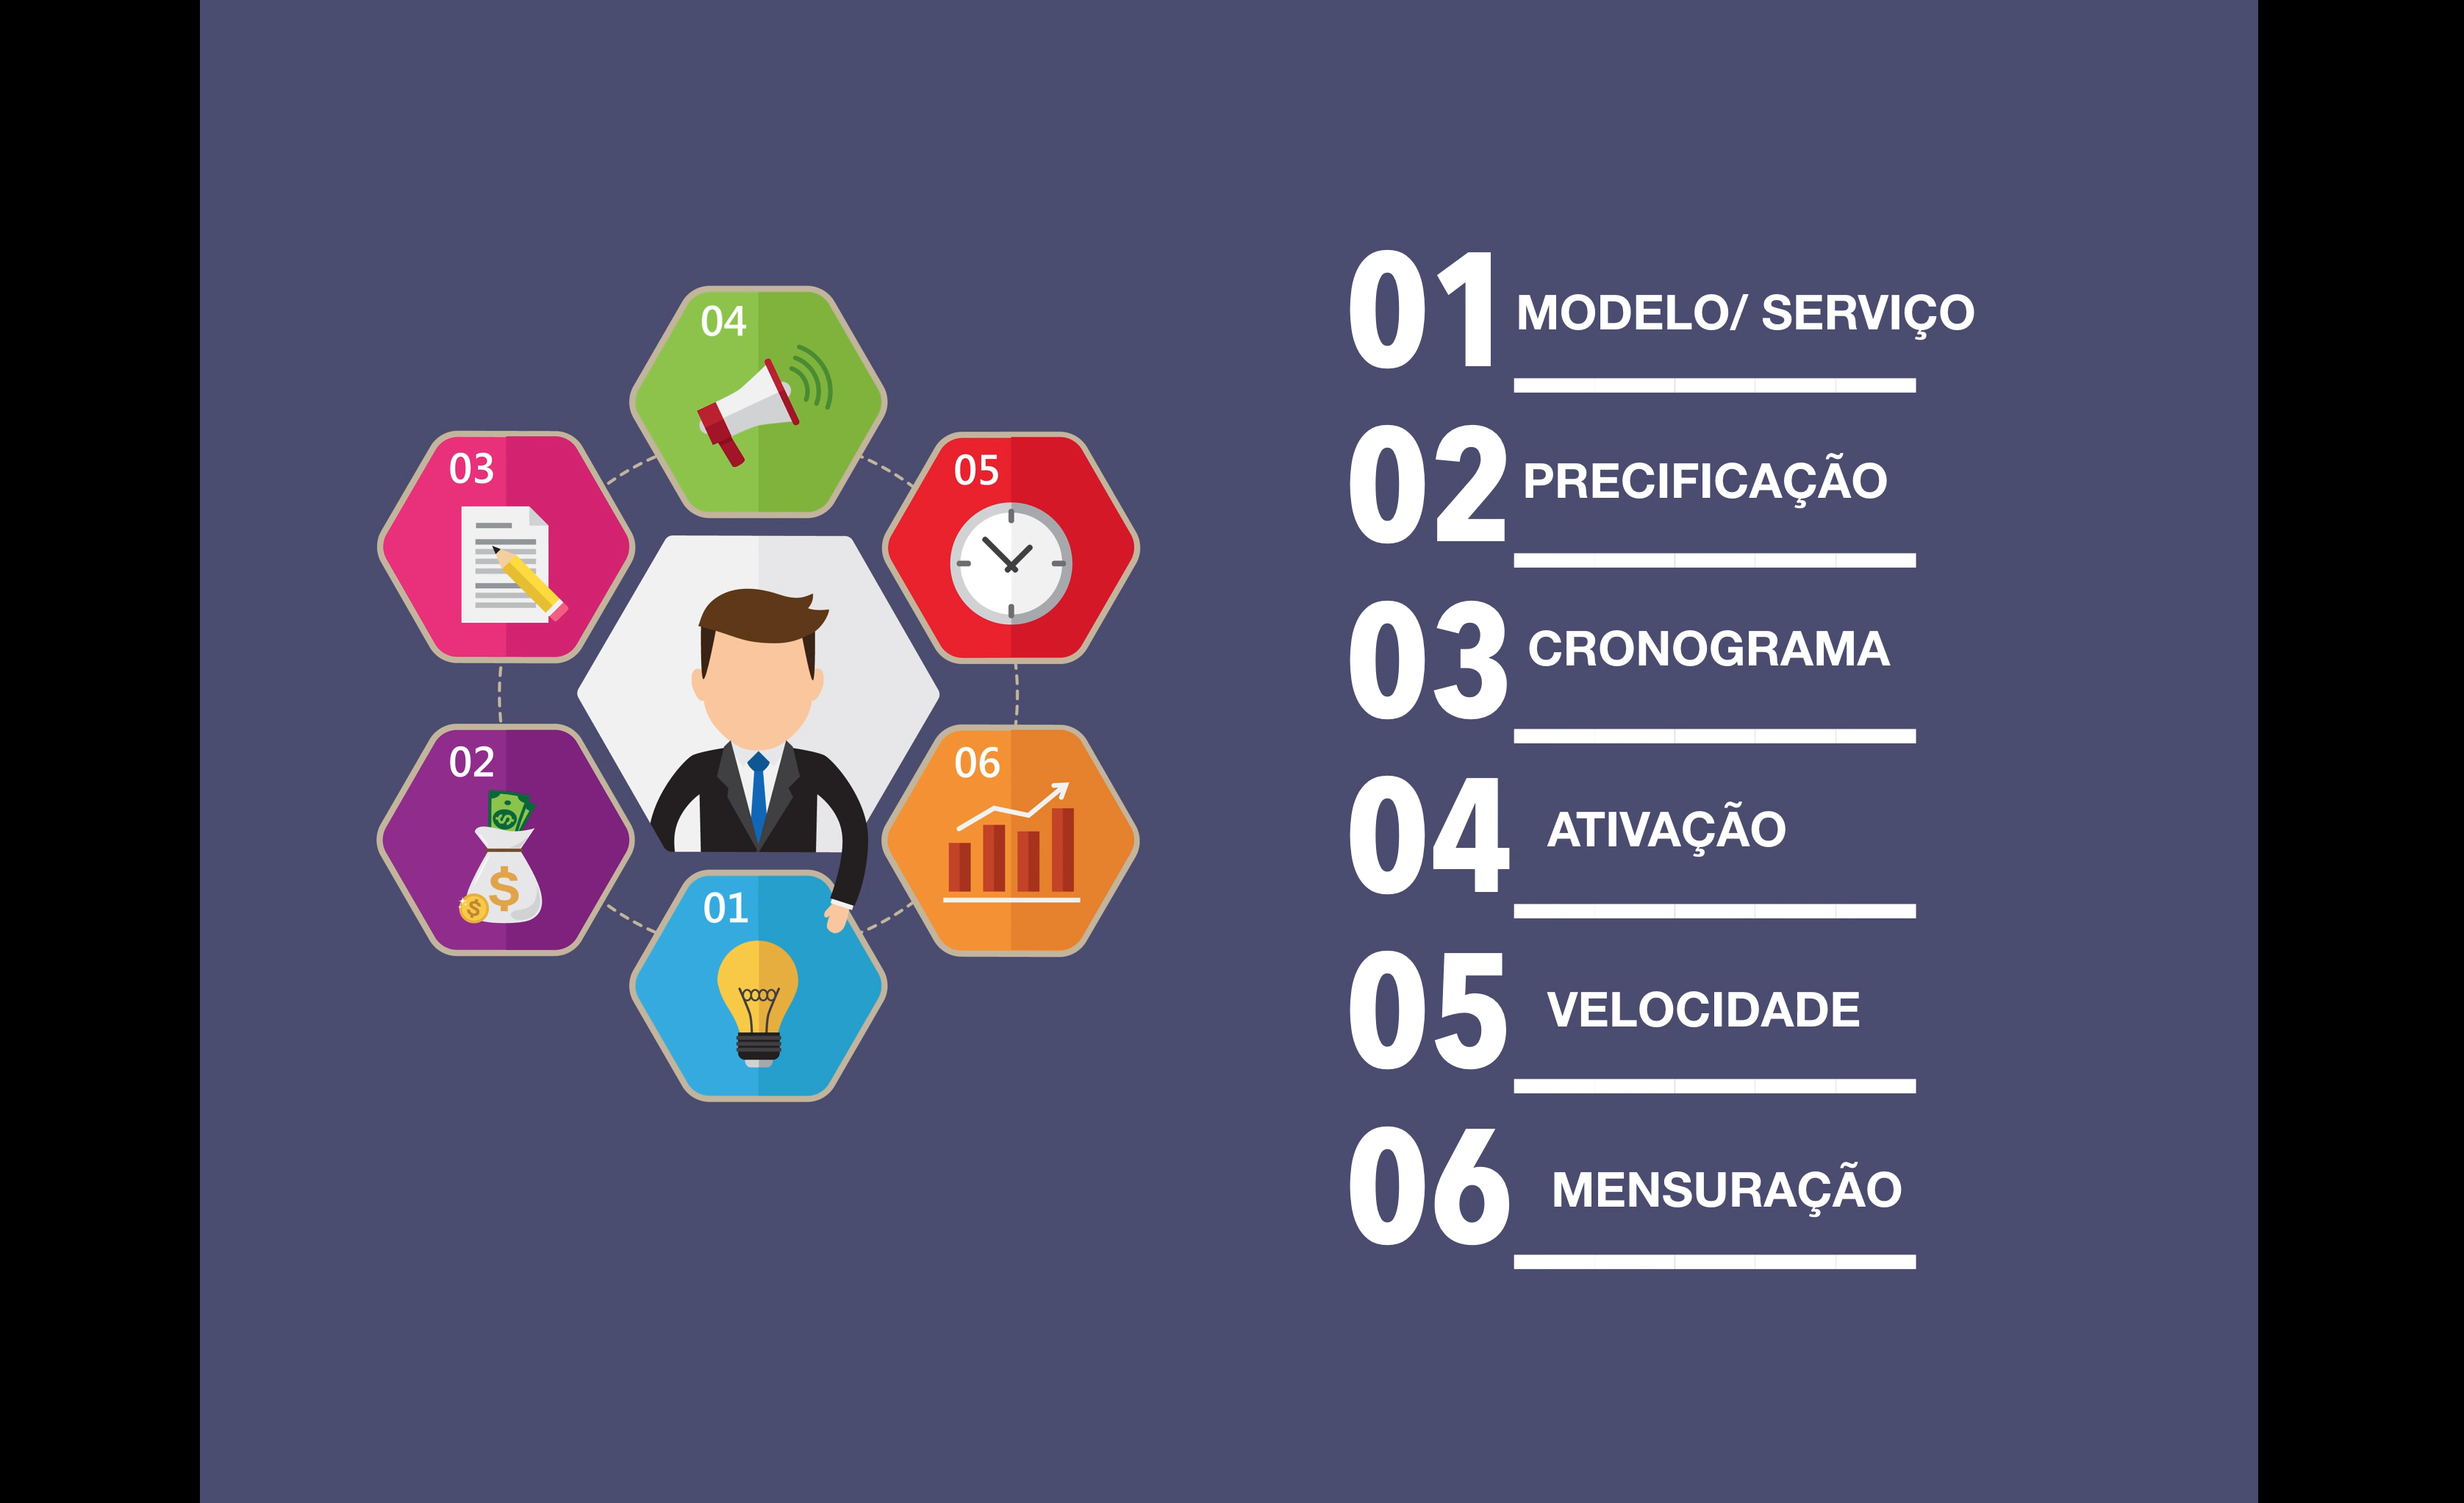 04
03
05
02
06
01
01 MODELO/ SERVIÇO
02 PRECIFICAÇÃO
03 CRONOGRAMA
04 ATIVAÇÃO
05 VELOCIDADE
06 MENSURAÇÃO
$
$
$